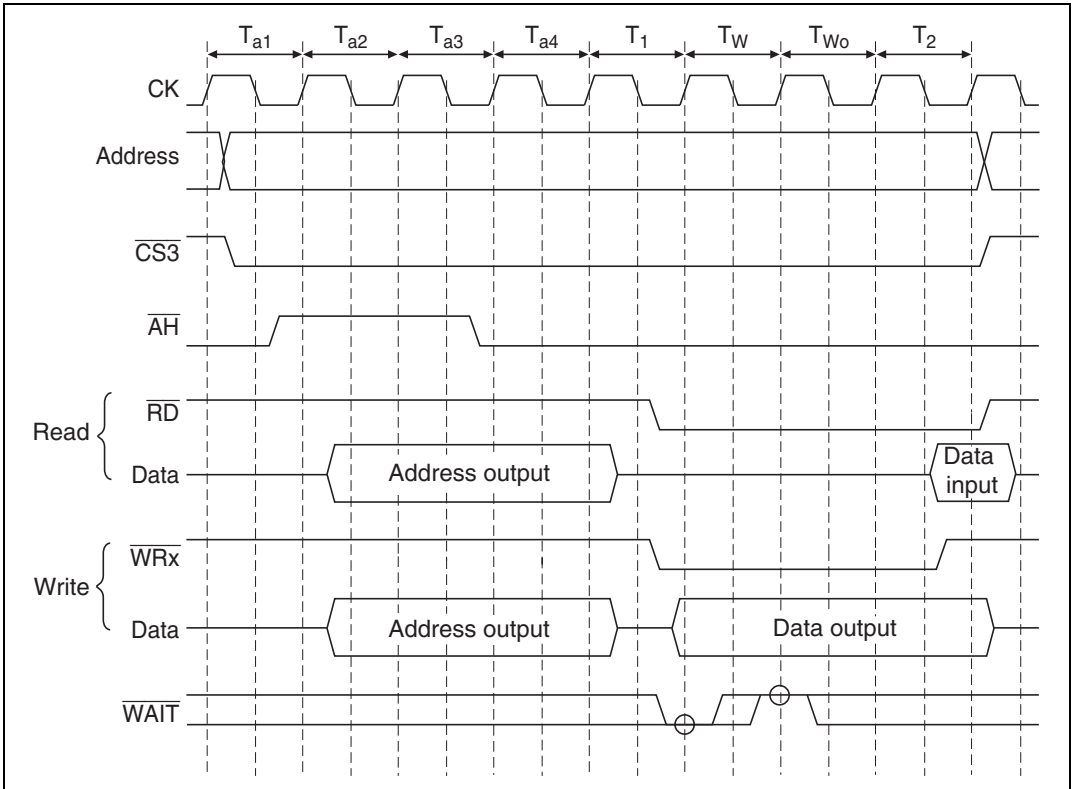 Ta1 Ta2 Ta3 Ta4 T1 TW TWo T2
CK
Address
CS3
AH
Read
RD
Data Address output Data
input
Write
WRx
Data Address output Data output
WAIT